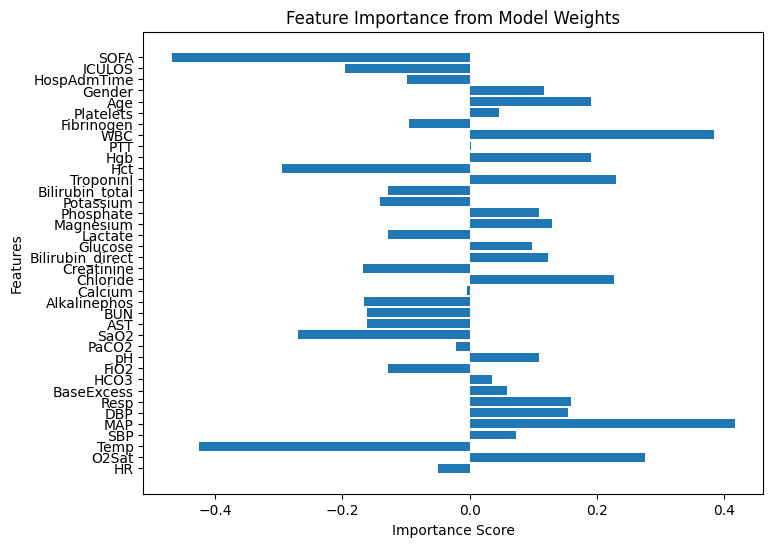 Feature Importance from Model Weights
SOFA
ICULOS
HospAdmTime
Gender
Age
Platelets
Fibrinogen
WBC
PTT
Hgb
Hct
TroponinI
Bilirubin_total
Potassium
Phosphate
Magnesium
Lactate
Glucose
Bilirubin_direct
Creatinine
Chloride
Calcium
Alkalinephos
BUN
AST
SaO2
PaCO2
pH
FiO2
HCO3
BaseExcess
Resp
DBP
MAP
SBP
Temp
O2Sat
HR
Features
−0.4 −0.2 0.0 0.2 0.4
Importance Score